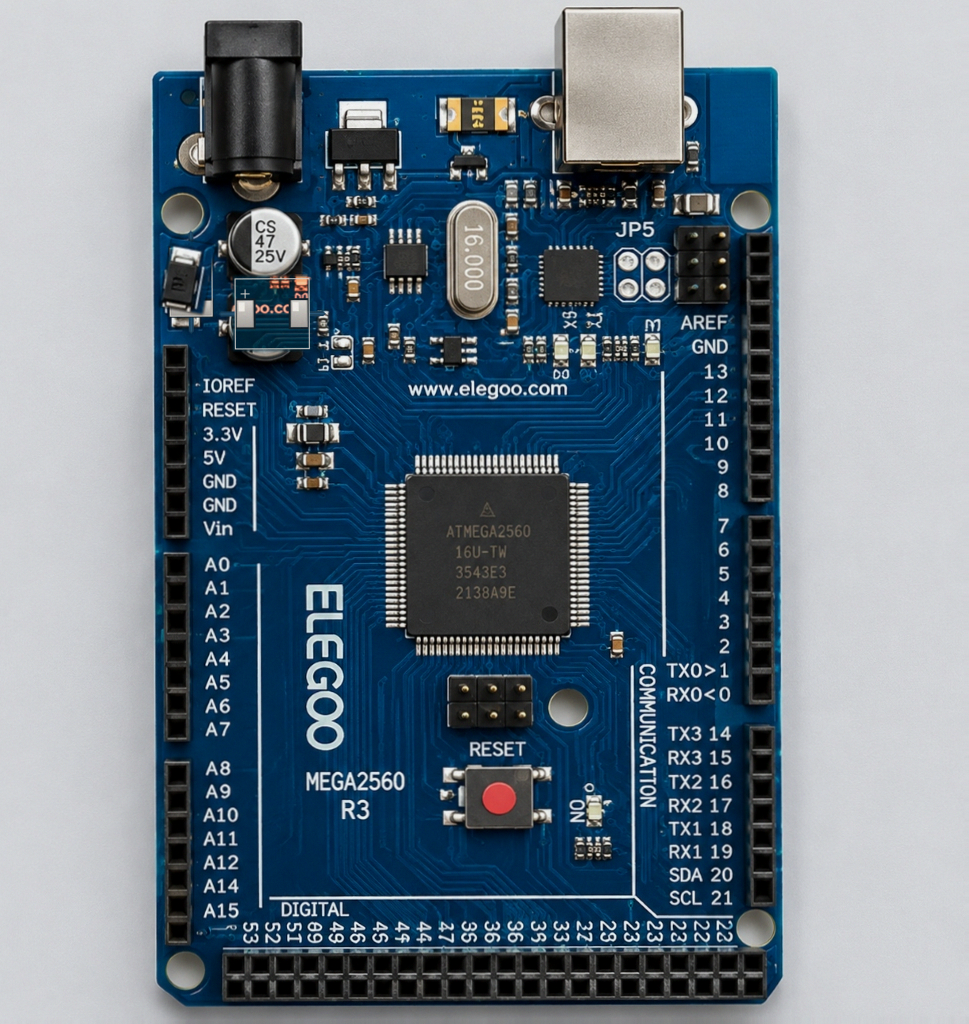 CS
47
25V
16.000
JP5
oo.cc
RX
TX
www.elegoo.com
IOREF
RESET
3.3V
5V
GND
GND
Vin
A0
A1
A2
A3
A4
A5
A6
A7
A8
A9
A10
A11
A12
A14
A15
AREF
GND
13
12
11
10
9
8
7
6
5
4
3
2
TX0>1
RX0<0
TX3 14
RX3 15
TX2 16
RX2 17
TX1 18
RX1 19
SDA 20
SCL 21
ATMEGA2560
16U-TW
3543E3
2138A9E
ELEGOO
MEGA2560
R3
RESET
ON
COMMUNICATION
DIGITAL